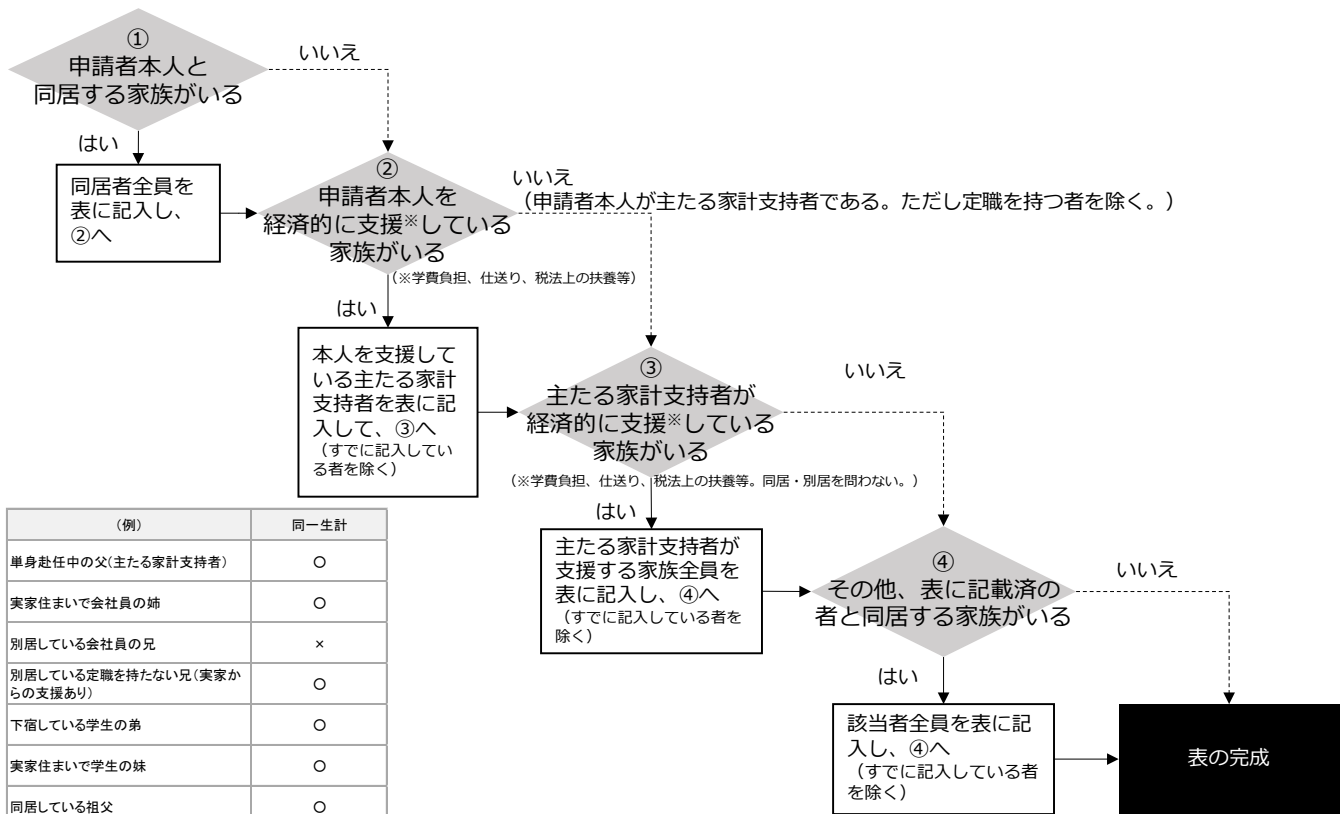 ①
申請者本人と
同居する家族がいる
いいえ
はい
同居者全員を
表に記入し、
②へ
②
申請者本人を
経済的に支援※している
家族がいる
いいえ
（申請者本人が主たる家計支持者である。ただし定職を持つ者を除く。）
（※学費負担、仕送り、税法上の扶養等）
はい
本人を支援して
いる主たる家計
支持者を表に記
入して、③へ
（すでに記入してい
る者を除く）
③
主たる家計支持者が
経済的に支援※している
家族がいる
いいえ
（※学費負担、仕送り、税法上の扶養等。同居・別居を問わない。）
はい
主たる家計支持者が
支援する家族全員を
表に記入し、④へ
（すでに記入している者を
除く）
④
その他、表に記載済の
者と同居する家族がいる
いいえ
はい
該当者全員を表に記
入し、④へ
（すでに記入している者
を除く）
表の完成
（例） 同一生計
単身赴任中の父(主たる家計支持者) ○
実家住まいで会社員の姉 ○
別居している会社員の兄 ×
別居している定職を持たない兄(実家か
らの支援あり) ○
下宿している学生の弟 ○
実家住まいで学生の妹 ○
同居している祖父 ○